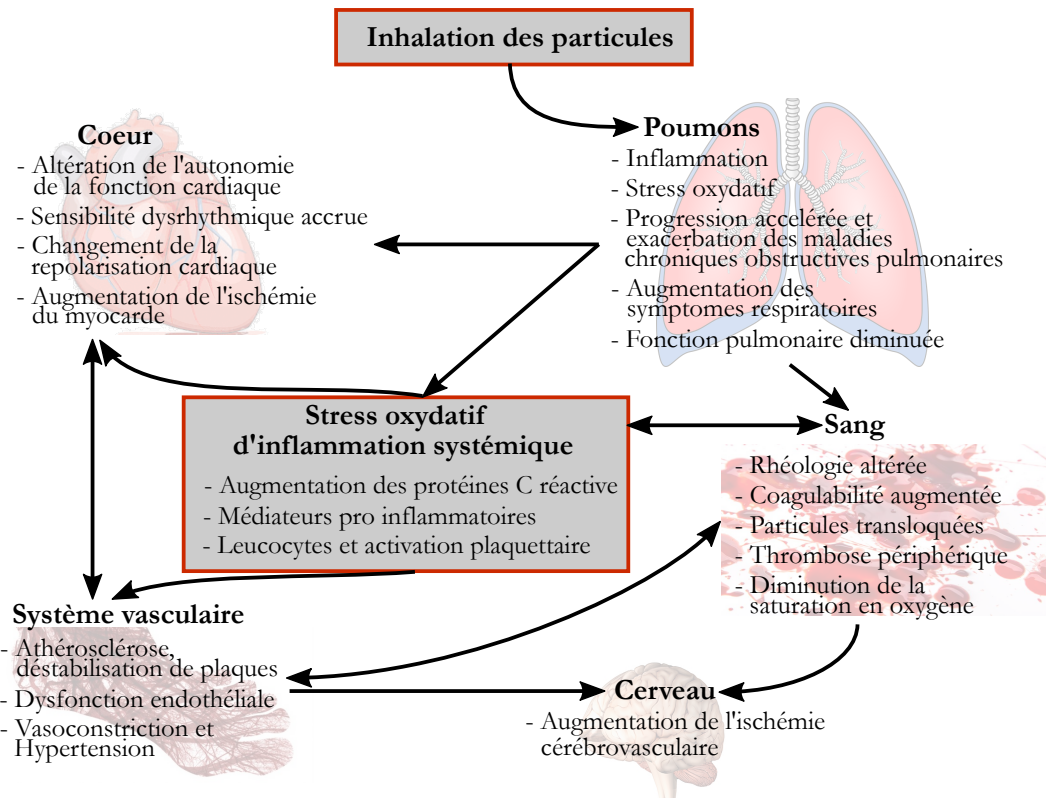 Inhalation des particules
Coeur
- Altération de l'autonomie
de la fonction cardiaque
- Sensibilité dysrhythmique accrue
- Changement de la
repolarisation cardiaque
- Augmentation de l'ischémie
du myocarde
Poumons
- Inflammation
- Stress oxydatif
- Progression accelérée et
exacerbation des maladies
chroniques obstructives pulmonaires
- Augmentation des
symptomes respiratoires
- Fonction pulmonaire diminuée
Stress oxydatif
d'inflammation systémique
- Augmentation des protéines C réactive
- Médiateurs pro inflammatoires
- Leucocytes et activation plaquettaire
Sang
- Rhéologie altérée
- Coagulabilité augmentée
- Particules transloquées
- Thrombose périphérique
- Diminution de la
saturation en oxygène
Système vasculaire
- Athérosclérose,
déstabilisation de plaques
- Dysfonction endothéliale
- Vasoconstriction et
Hypertension
Cerveau
- Augmentation de l'ischémie
cérébrovasculaire